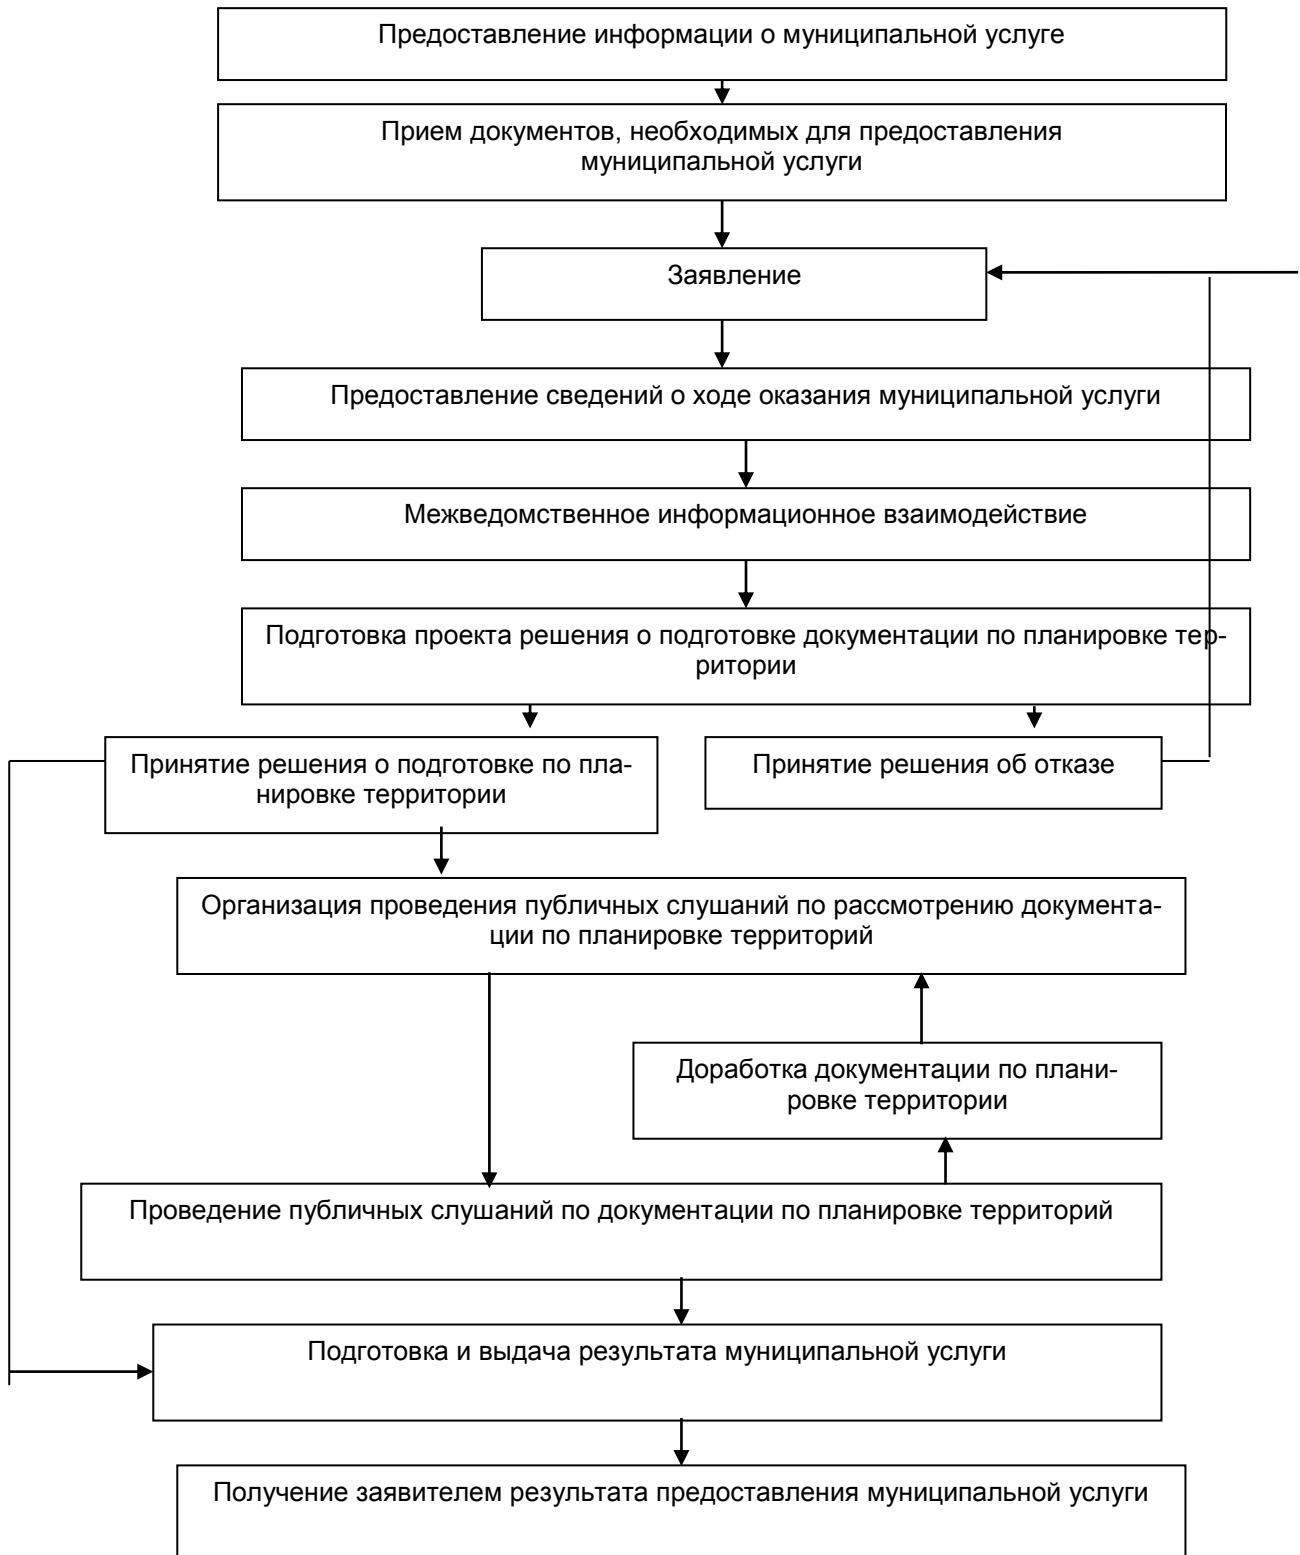 Предоставление информации о муниципальной услуге
Прием документов, необходимых для предоставления
муниципальной услуги
Заявление
Предоставление сведений о ходе оказания муниципальной услуги
Межведомственное информационное взаимодействие
Подготовка проекта решения о подготовке документации по планировке тер-
ритории
Принятие решения о подготовке по пла-
нировке территории
Принятие решения об отказе
Организация проведения публичных слушаний по рассмотрению документа-
ции по планировке территорий
Доработка документации по плани-
ровке территории
Проведение публичных слушаний по документации по планировке территорий
Подготовка и выдача результата муниципальной услуги
Получение заявителем результата предоставления муниципальной услуги